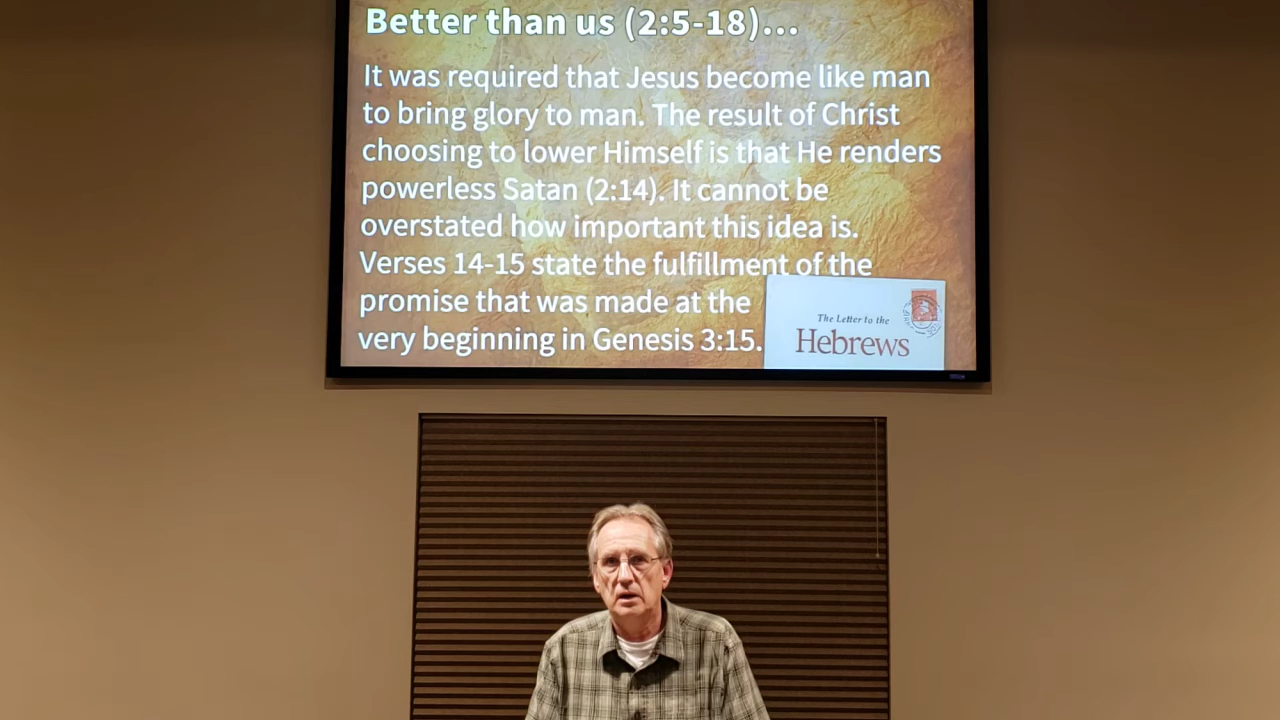 Better than us (2:5-18)...
It was required that Jesus become like man
to bring glory to man. The result of Christ
choosing to lower Himself is that He renders
powerless Satan (2:14). It cannot be
overstated how important this idea is.
Verses 14-15 state the fulfillment of the
promise that was made at the
very beginning in Genesis 3:15.
The Letter to the
Hebrews